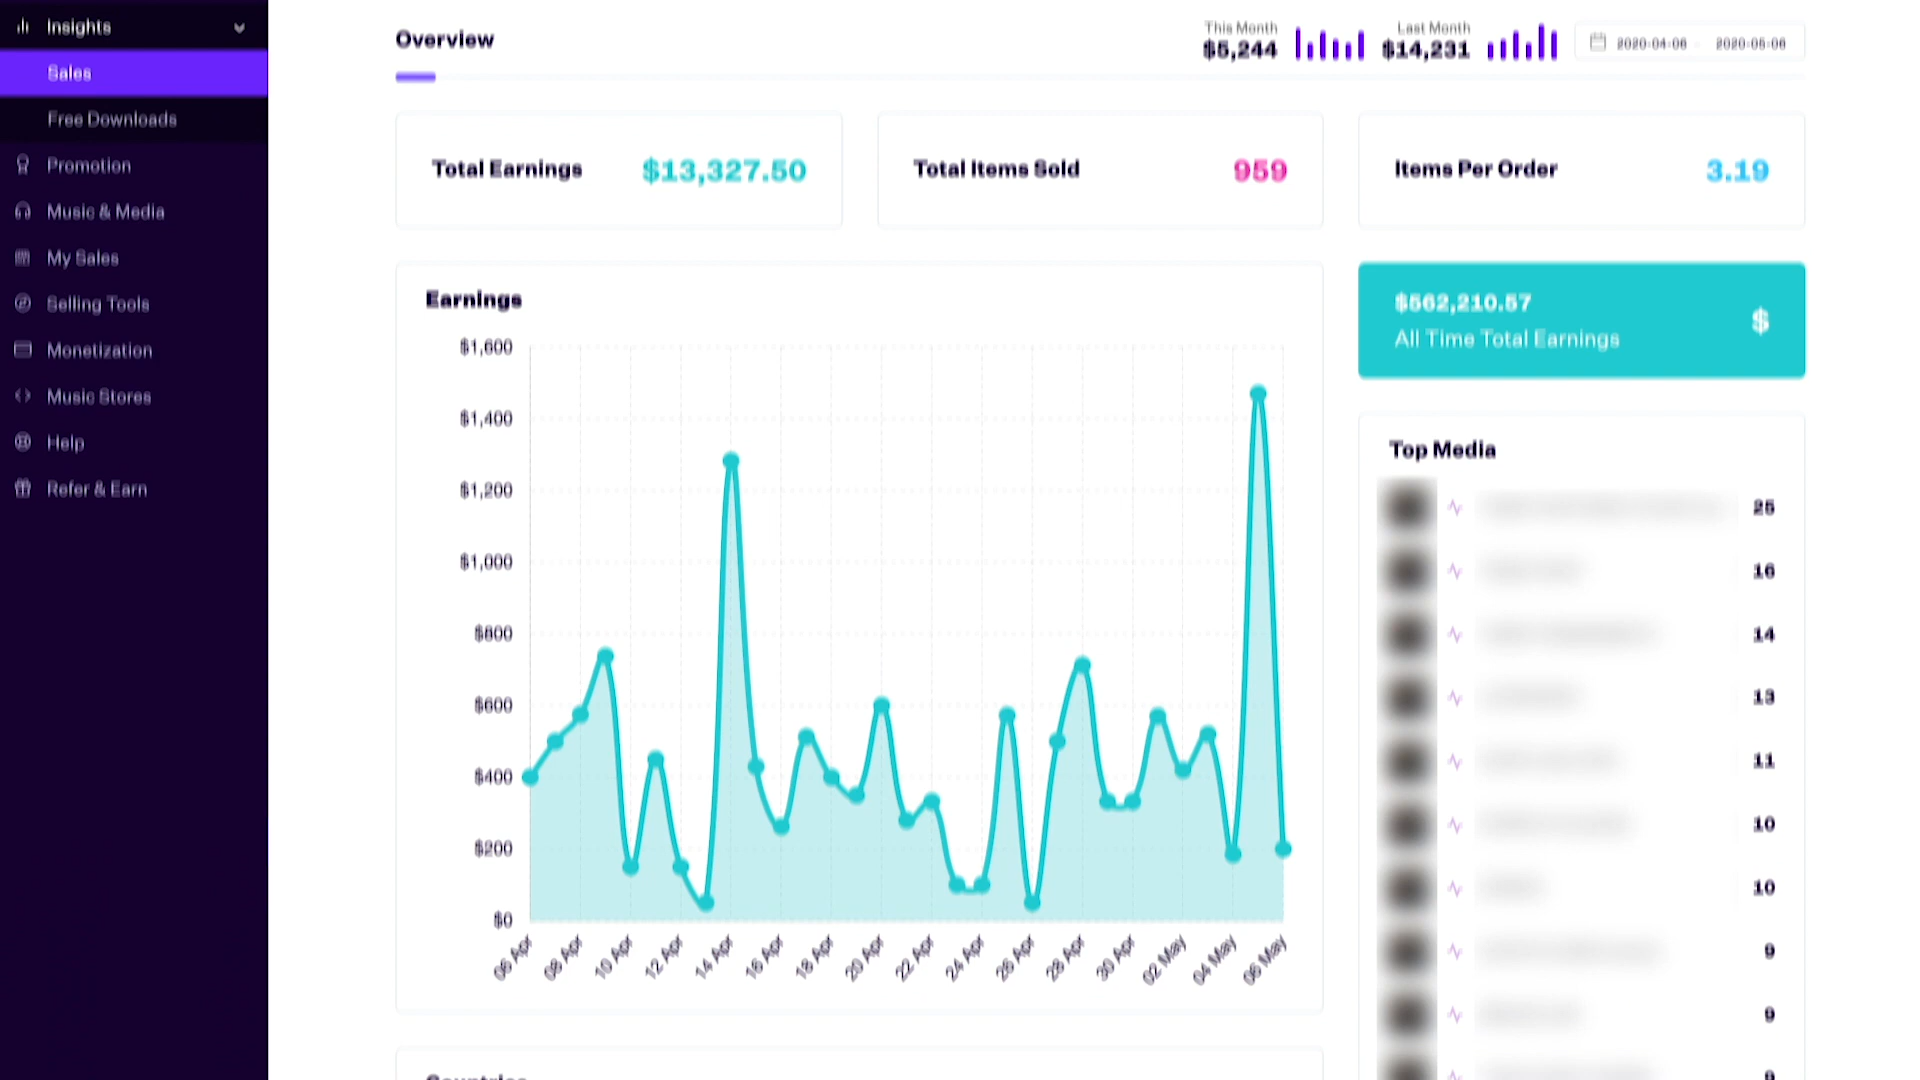 Insights
Sales
Free Downloads
Promotion
Music & Media
My Sales
Selling Tools
Monetization
Music Stores
Help
Refer & Earn
Overview
This Month
$5,244
Last Month
$14,231
2020-04-06 - 2020-05-06
Total Earnings $13,327.50
Total Items Sold 959
Items Per Order 3.19
Earnings
$1,600
$1,400
$1,200
$1,000
$800
$600
$400
$200
$0
06 Apr
08 Apr
10 Apr
12 Apr
14 Apr
16 Apr
18 Apr
20 Apr
22 Apr
24 Apr
26 Apr
28 Apr
30 Apr
02 May
04 May
06 May
$562,210.57
All Time Total Earnings
$
Top Media
25
16
14
13
11
10
10
9
9
9
Countries